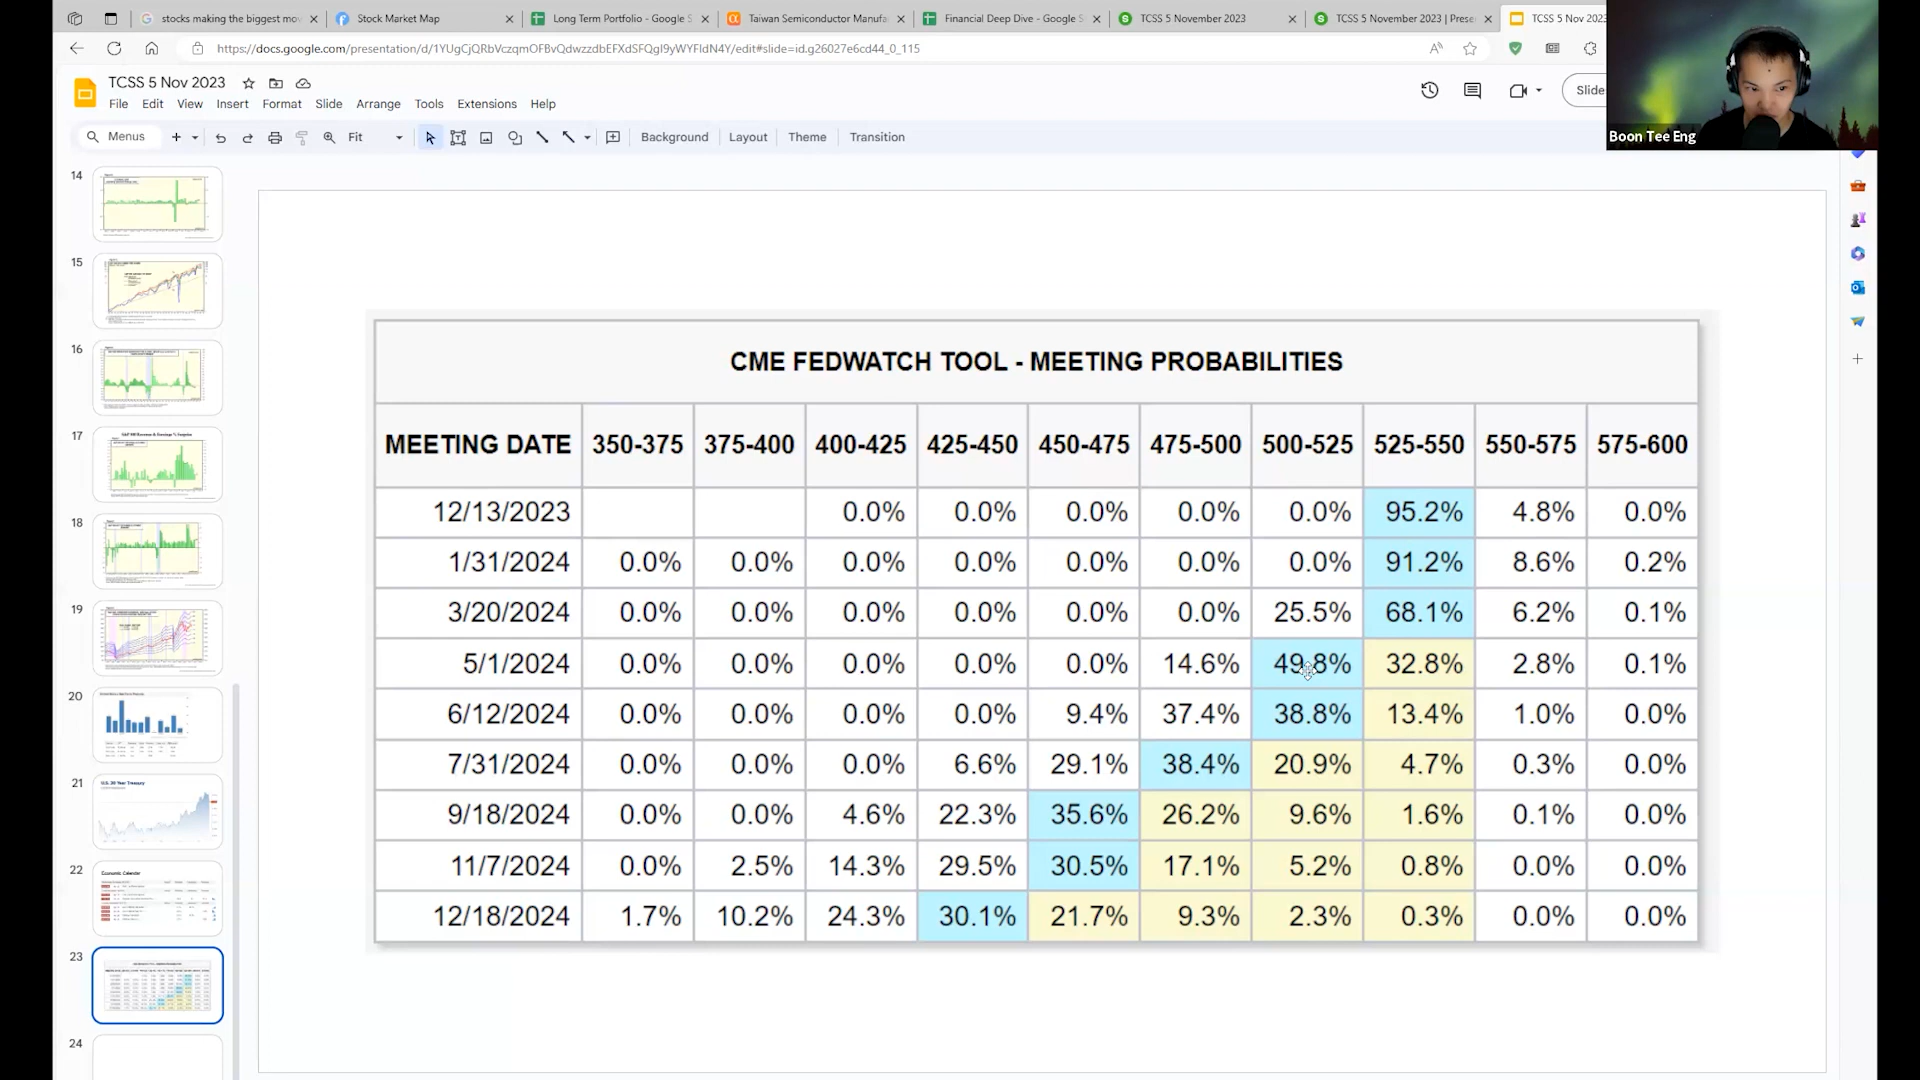 stocks making the biggest mov
Stock Market Map
Long Term Portfolio - Google S
Taiwan Semiconductor Manufa
Financial Deep Dive - Google S
TCSS 5 November 2023
TCSS 5 November 2023 | Prese
TCSS 5 Nov 2023
https://docs.google.com/presentation/d/1YUgCjQRbVczqmOFBvQdwzzdbEFXdSFQgI9yWYFIdN4Y/edit#slide=id.g26027e6cd44_0_115
TCSS 5 Nov 2023
File Edit View Insert Format Slide Arrange Tools Extensions Help
Slide
Boon Tee Eng
Menus
Fit
Background Layout Theme Transition
14
15
16
17
18
19
20
21
U.S. 20 Year Treasury
22
Economic Calendar
23
24
CME FEDWATCH TOOL - MEETING PROBABILITIES
MEETING DATE 350-375 375-400 400-425 425-450 450-475 475-500 500-525 525-550 550-575 575-600
12/13/2023 0.0% 0.0% 0.0% 0.0% 0.0% 95.2% 4.8% 0.0%
1/31/2024 0.0% 0.0% 0.0% 0.0% 0.0% 0.0% 0.0% 91.2% 8.6% 0.2%
3/20/2024 0.0% 0.0% 0.0% 0.0% 0.0% 0.0% 25.5% 68.1% 6.2% 0.1%
5/1/2024 0.0% 0.0% 0.0% 0.0% 0.0% 14.6% 49.8% 32.8% 2.8% 0.1%
6/12/2024 0.0% 0.0% 0.0% 0.0% 9.4% 37.4% 38.8% 13.4% 1.0% 0.0%
7/31/2024 0.0% 0.0% 0.0% 6.6% 29.1% 38.4% 20.9% 4.7% 0.3% 0.0%
9/18/2024 0.0% 0.0% 4.6% 22.3% 35.6% 26.2% 9.6% 1.6% 0.1% 0.0%
11/7/2024 0.0% 2.5% 14.3% 29.5% 30.5% 17.1% 5.2% 0.8% 0.0% 0.0%
12/18/2024 1.7% 10.2% 24.3% 30.1% 21.7% 9.3% 2.3% 0.3% 0.0% 0.0%